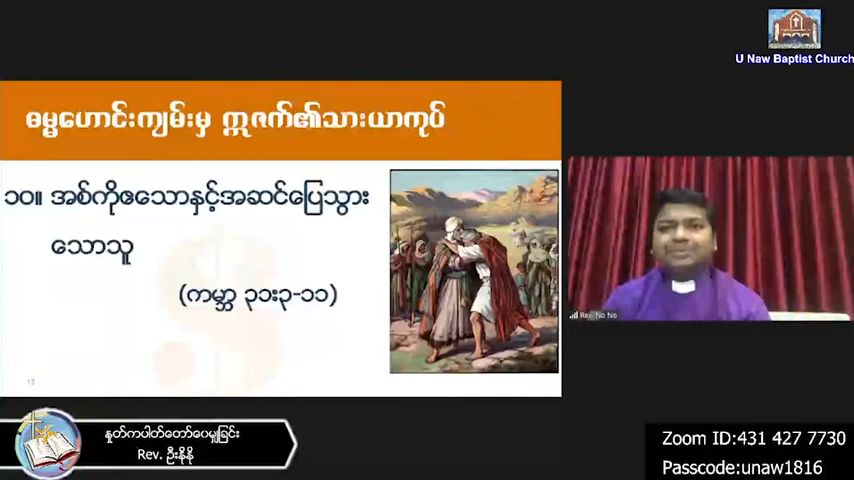 U Naw Baptist Church
ဓမ္မဟောင်းကျမ်းမှ ဣဇက်၏သားယာကုပ်
၁၀။ အစ်ကိုဧသောနှင့်အဆင်ပြေသွား
သောသူ
(ကမ္ဘာ ၃၁း၃-၁၁)
13
Rev. No No
နှုတ်ကပါတ်တော်ဝေမျှခြင်း
Rev. ဦးနိုနို
Zoom ID:431 427 7730
Passcode:unaw1816